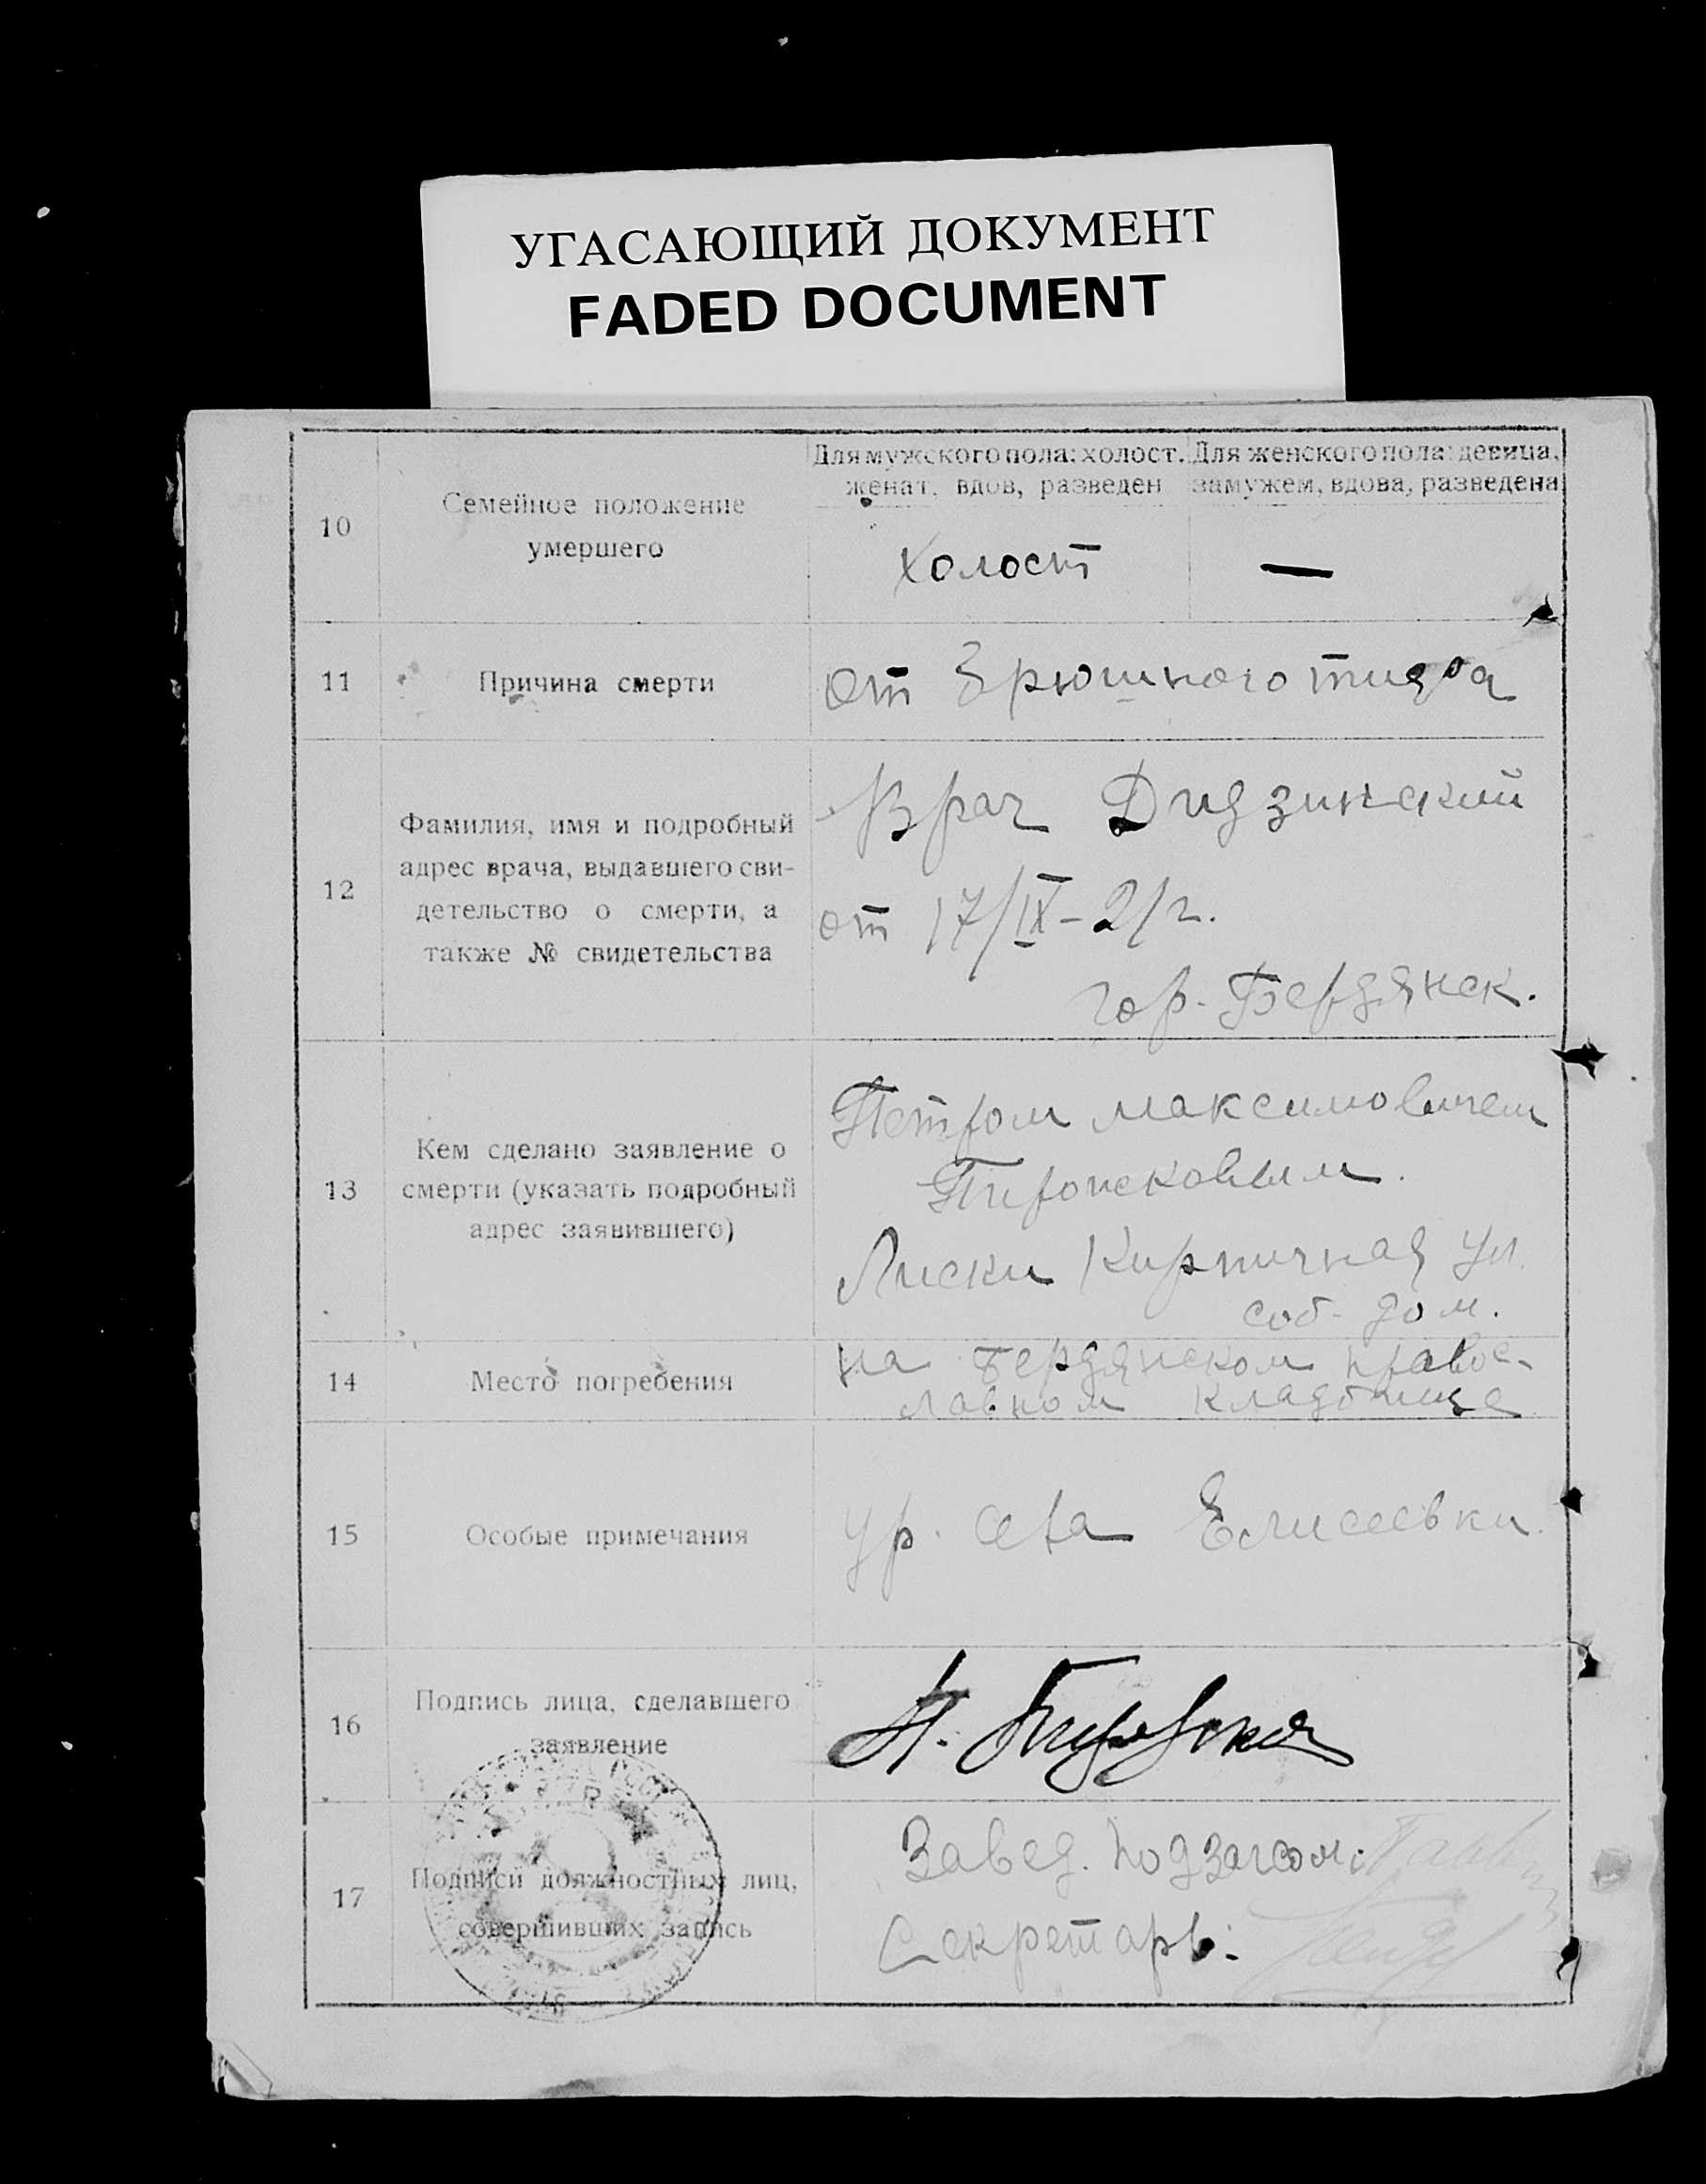 УГАСАЮЩИЙ ДОКУМЕНТ
FADED DOCUMENT
10
Семейное положение
умершего
Для мужского пола: холост.
женат, вдов, разведен
Для женского пола: девица,
замужем, вдова, разведена
Холост
—
11
Причина смерти
от брюшного тифа
12
Фамилия, имя и подробный
адрес врача, выдавшего сви-
детельство о смерти, а
также № свидетельства
Врач Дидзинский
от 17/IX-21г.
гор. Бердянск.
13
Кем сделано заявление о
смерти (указать подробный
адрес заявившего)
Петром Максимовичем
Лиски Кирпичная ул.
соб. дом.
14
Место погребения
на бердянском правос-
лавном кладбище
15
Особые примечания
ур. села Елисеевки.
16
Подпись лица, сделавшего
заявление
17
Подписи должностных лиц,
совершивших запись
Завед. подзагсом:
Секретарь: